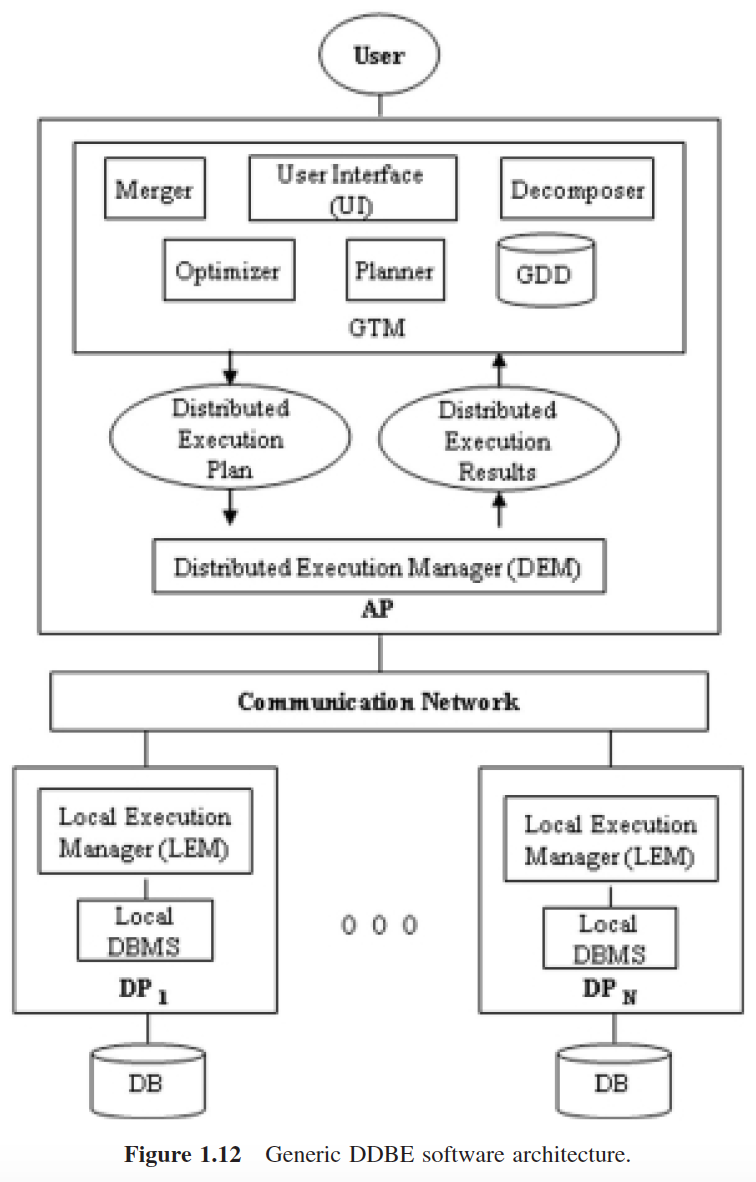 User
Merger
User Interface
(UI)
Decomposer
Optimizer
Planner
GDD
GTM
Distributed
Execution
Plan
Distributed
Execution
Results
Distributed Execution Manager (DEM)
AP
Communication Network
Local Execution
Manager (LEM)
Local
DBMS
DP 1
DB
O O O
Local Execution
Manager (LEM)
Local
DBMS
DP N
DB
Figure 1.12 Generic DDBE software architecture.